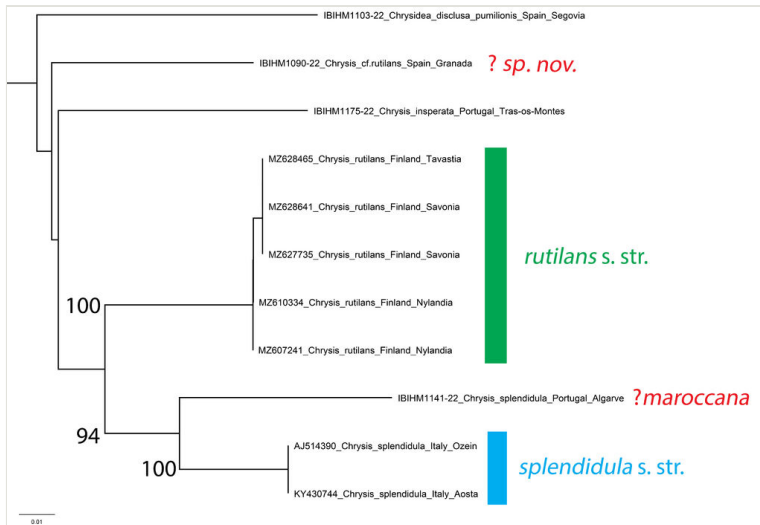 IBIHM1103-22_Chrysidea_disclusa_pumilionis_Spain_Segovia
IBIHM1090-22_Chrysis_cf.rutilans_Spain_Granada
? sp. nov.
IBIHM1175-22_Chrysis_insperata_Portugal_Tras-os-Montes
MZ628465_Chrysis_rutilans_Finland_Tavastia
MZ628641_Chrysis_rutilans_Finland_Savonia
MZ627735_Chrysis_rutilans_Finland_Savonia
rutilans s. str.
100
MZ610334_Chrysis_rutilans_Finland_Nylandia
MZ607241_Chrysis_rutilans_Finland_Nylandia
IBIHM1141-22_Chrysis_splendidula_Portugal_Algarve
?maroccana
94
AJ514390_Chrysis_splendidula_Italy_Ozein
100
splendidula s. str.
KY430744_Chrysis_splendidula_Italy_Aosta
0.01